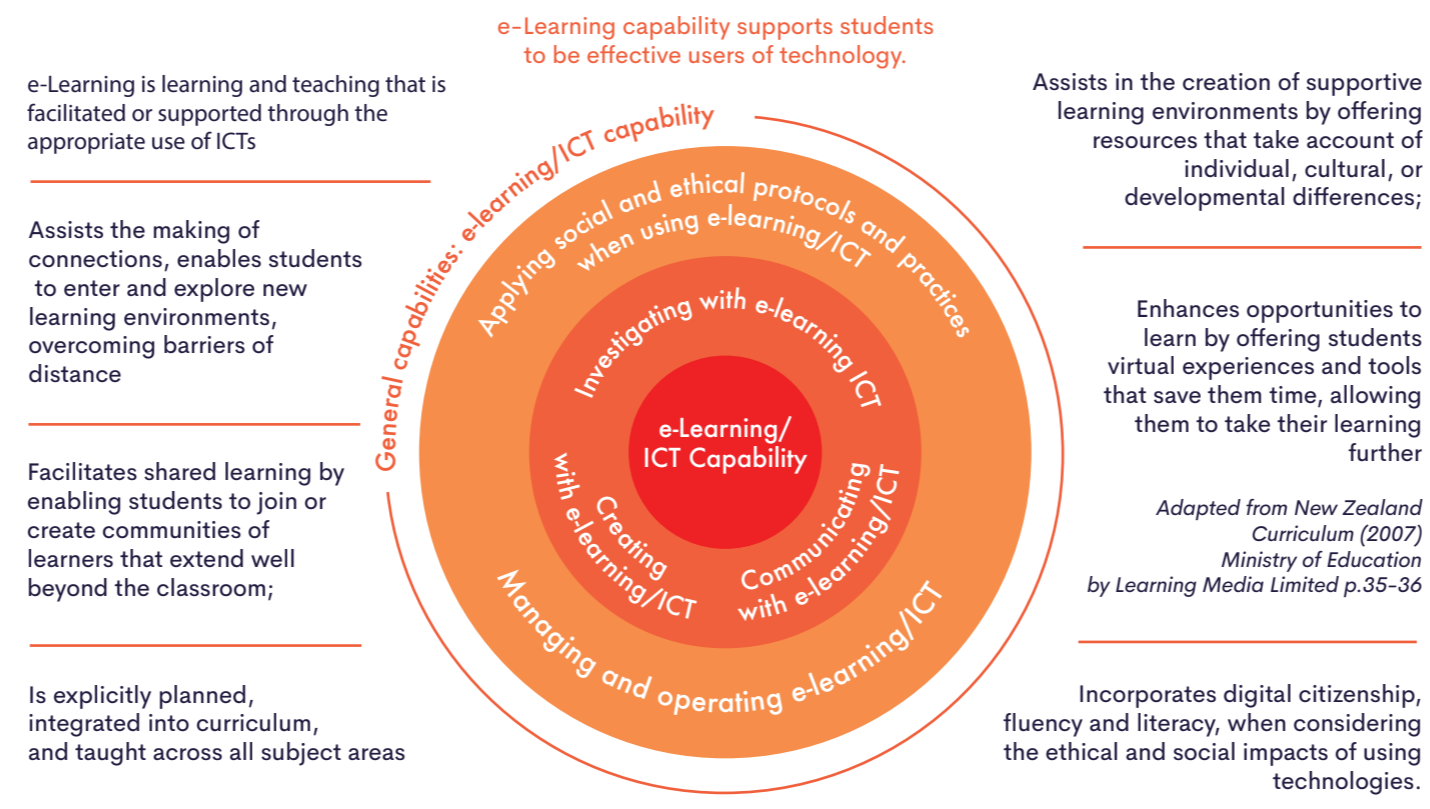 e-Learning capability supports students
to be effective users of technology.
e-Learning is learning and teaching that is
facilitated or supported through the
appropriate use of ICTs
Assists the making of
connections, enables students
to enter and explore new
learning environments,
overcoming barriers of
distance
Facilitates shared learning by
enabling students to join or
create communities of
learners that extend well
beyond the classroom;
Is explicitly planned,
integrated into curriculum,
and taught across all subject areas
General capabilities: e-learning/ICT capability
Applying social and ethical protocols and practices
when using e-learning/ICT
Investigating with e-learning ICT
e-Learning/
ICT Capability
Creating
with e-learning/ICT
Communicating
with e-learning/ICT
Managing and operating e-learning/ICT
Assists in the creation of supportive
learning environments by offering
resources that take account of
individual, cultural, or
developmental differences;
Enhances opportunities to
learn by offering students
virtual experiences and tools
that save them time, allowing
them to take their learning
further
Adapted from New Zealand
Curriculum (2007)
Ministry of Education
by Learning Media Limited p.35-36
Incorporates digital citizenship,
fluency and literacy, when considering
the ethical and social impacts of using
technologies.